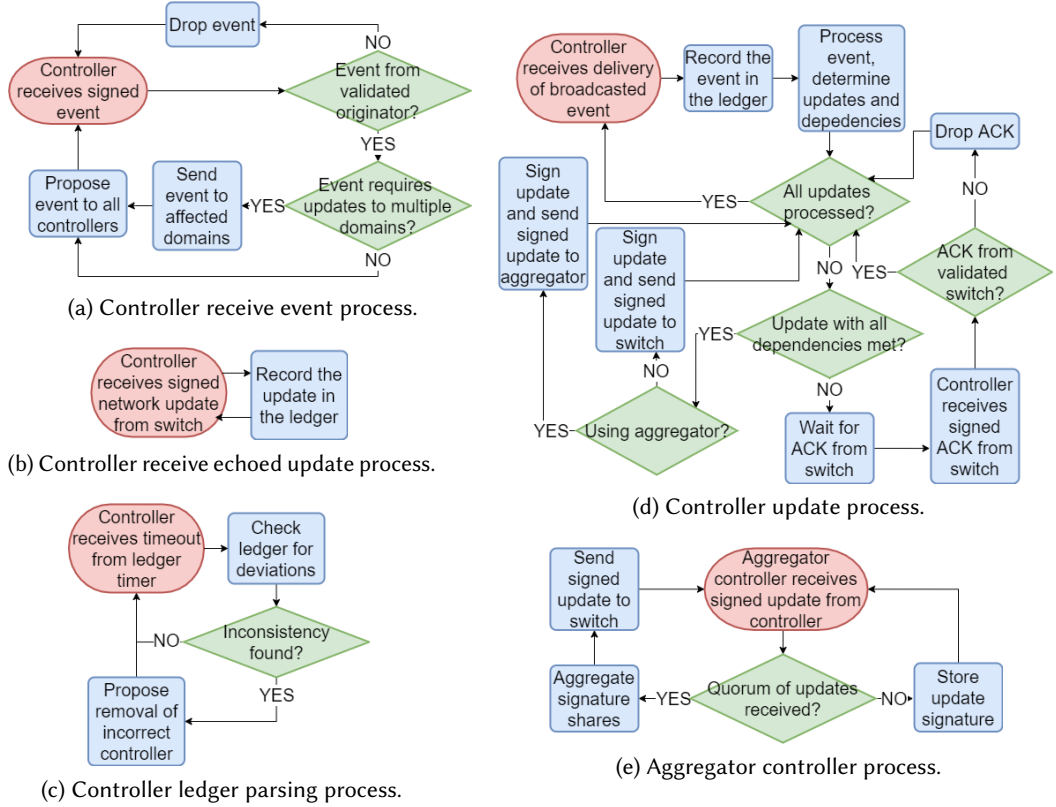 Drop event
NO
Controller
receives signed
event
Event from
validated
originator?
YES
Propose
event to all
controllers
Send
event to
affected
domains
YES
Event requires
updates to multiple
domains?
NO
(a) Controller receive event process.
Controller
receives signed
network update
from switch
Record the
update in
the ledger
(b) Controller receive echoed update process.
Controller
receives timeout
from ledger
timer
Check
ledger for
deviations
NO
Inconsistency
found?
YES
Propose
removal of
incorrect
controller
(c) Controller ledger parsing process.
Controller
receives delivery
of broadcasted
event
Record the
event in
the ledger
Process
event,
determine
updates and
depedencies
Drop ACK
Sign
update
and send
signed
update to
aggregator
YES
All updates
processed?
NO
Sign
update
and send
signed
update to
switch
NO
YES
ACK from
validated
switch?
YES
Update with all
dependencies met?
NO
NO
YES
Using aggregator?
Wait for
ACK from
switch
Controller
receives
signed
ACK from
switch
(d) Controller update process.
Send
signed
update to
switch
Aggregator
controller receives
signed update from
controller
Aggregate
signature
shares
YES
Quorum of updates
received?
NO
Store
update
signature
(e) Aggregator controller process.